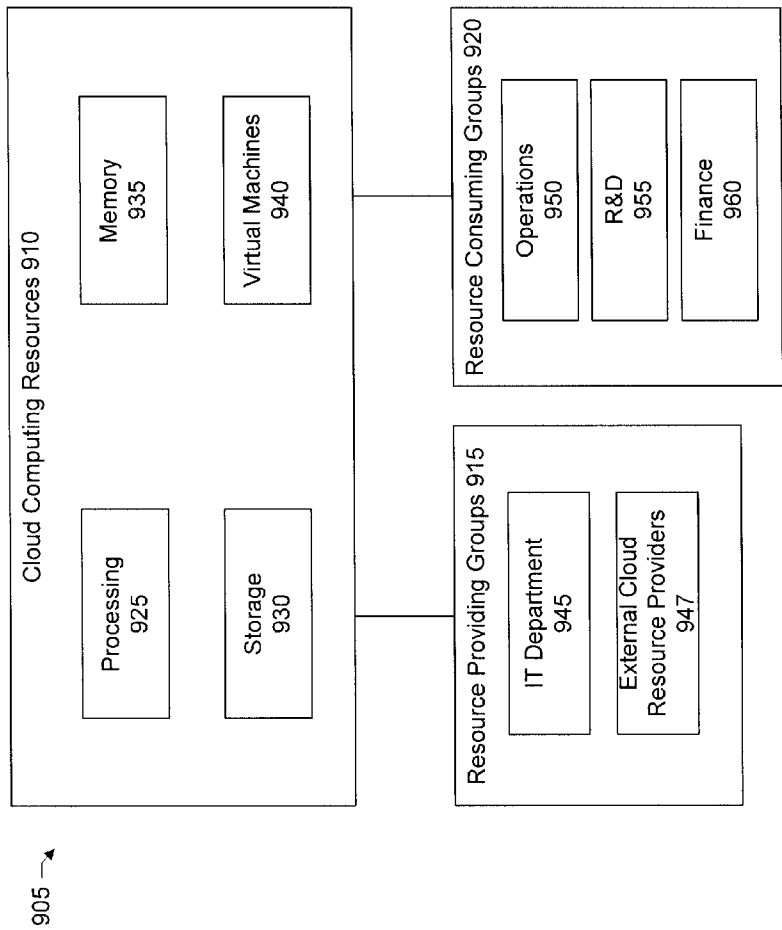 905
Cloud Computing Resources 910
Processing
925
Memory
935
Storage
930
Virtual Machines
940
Resource Providing Groups 915
IT Department
945
External Cloud
Resource Providers
947
Resource Consuming Groups 920
Operations
950
R&D
955
Finance
960